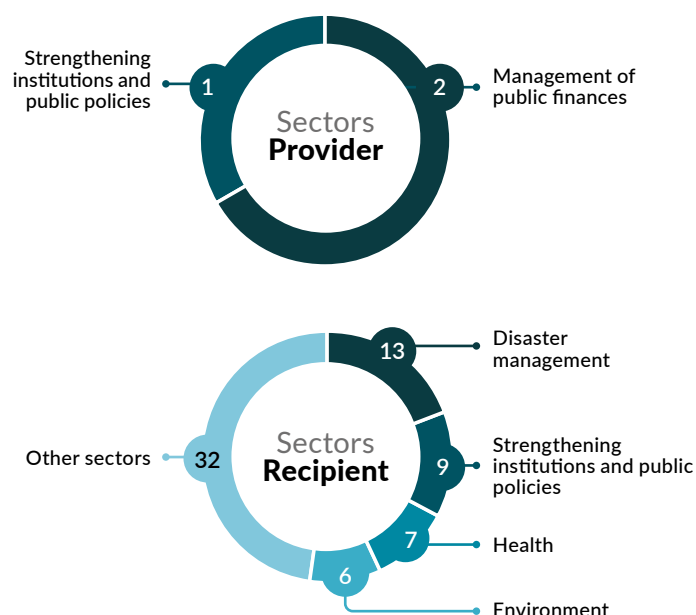 Strengthening
institutions and
public policies
1
Sectors
Provider
2
Management of
public finances
Sectors
Recipient
13
Disaster
management
9
Strengthening
institutions and public
policies
7
Health
6
Environment
32
Other sectors